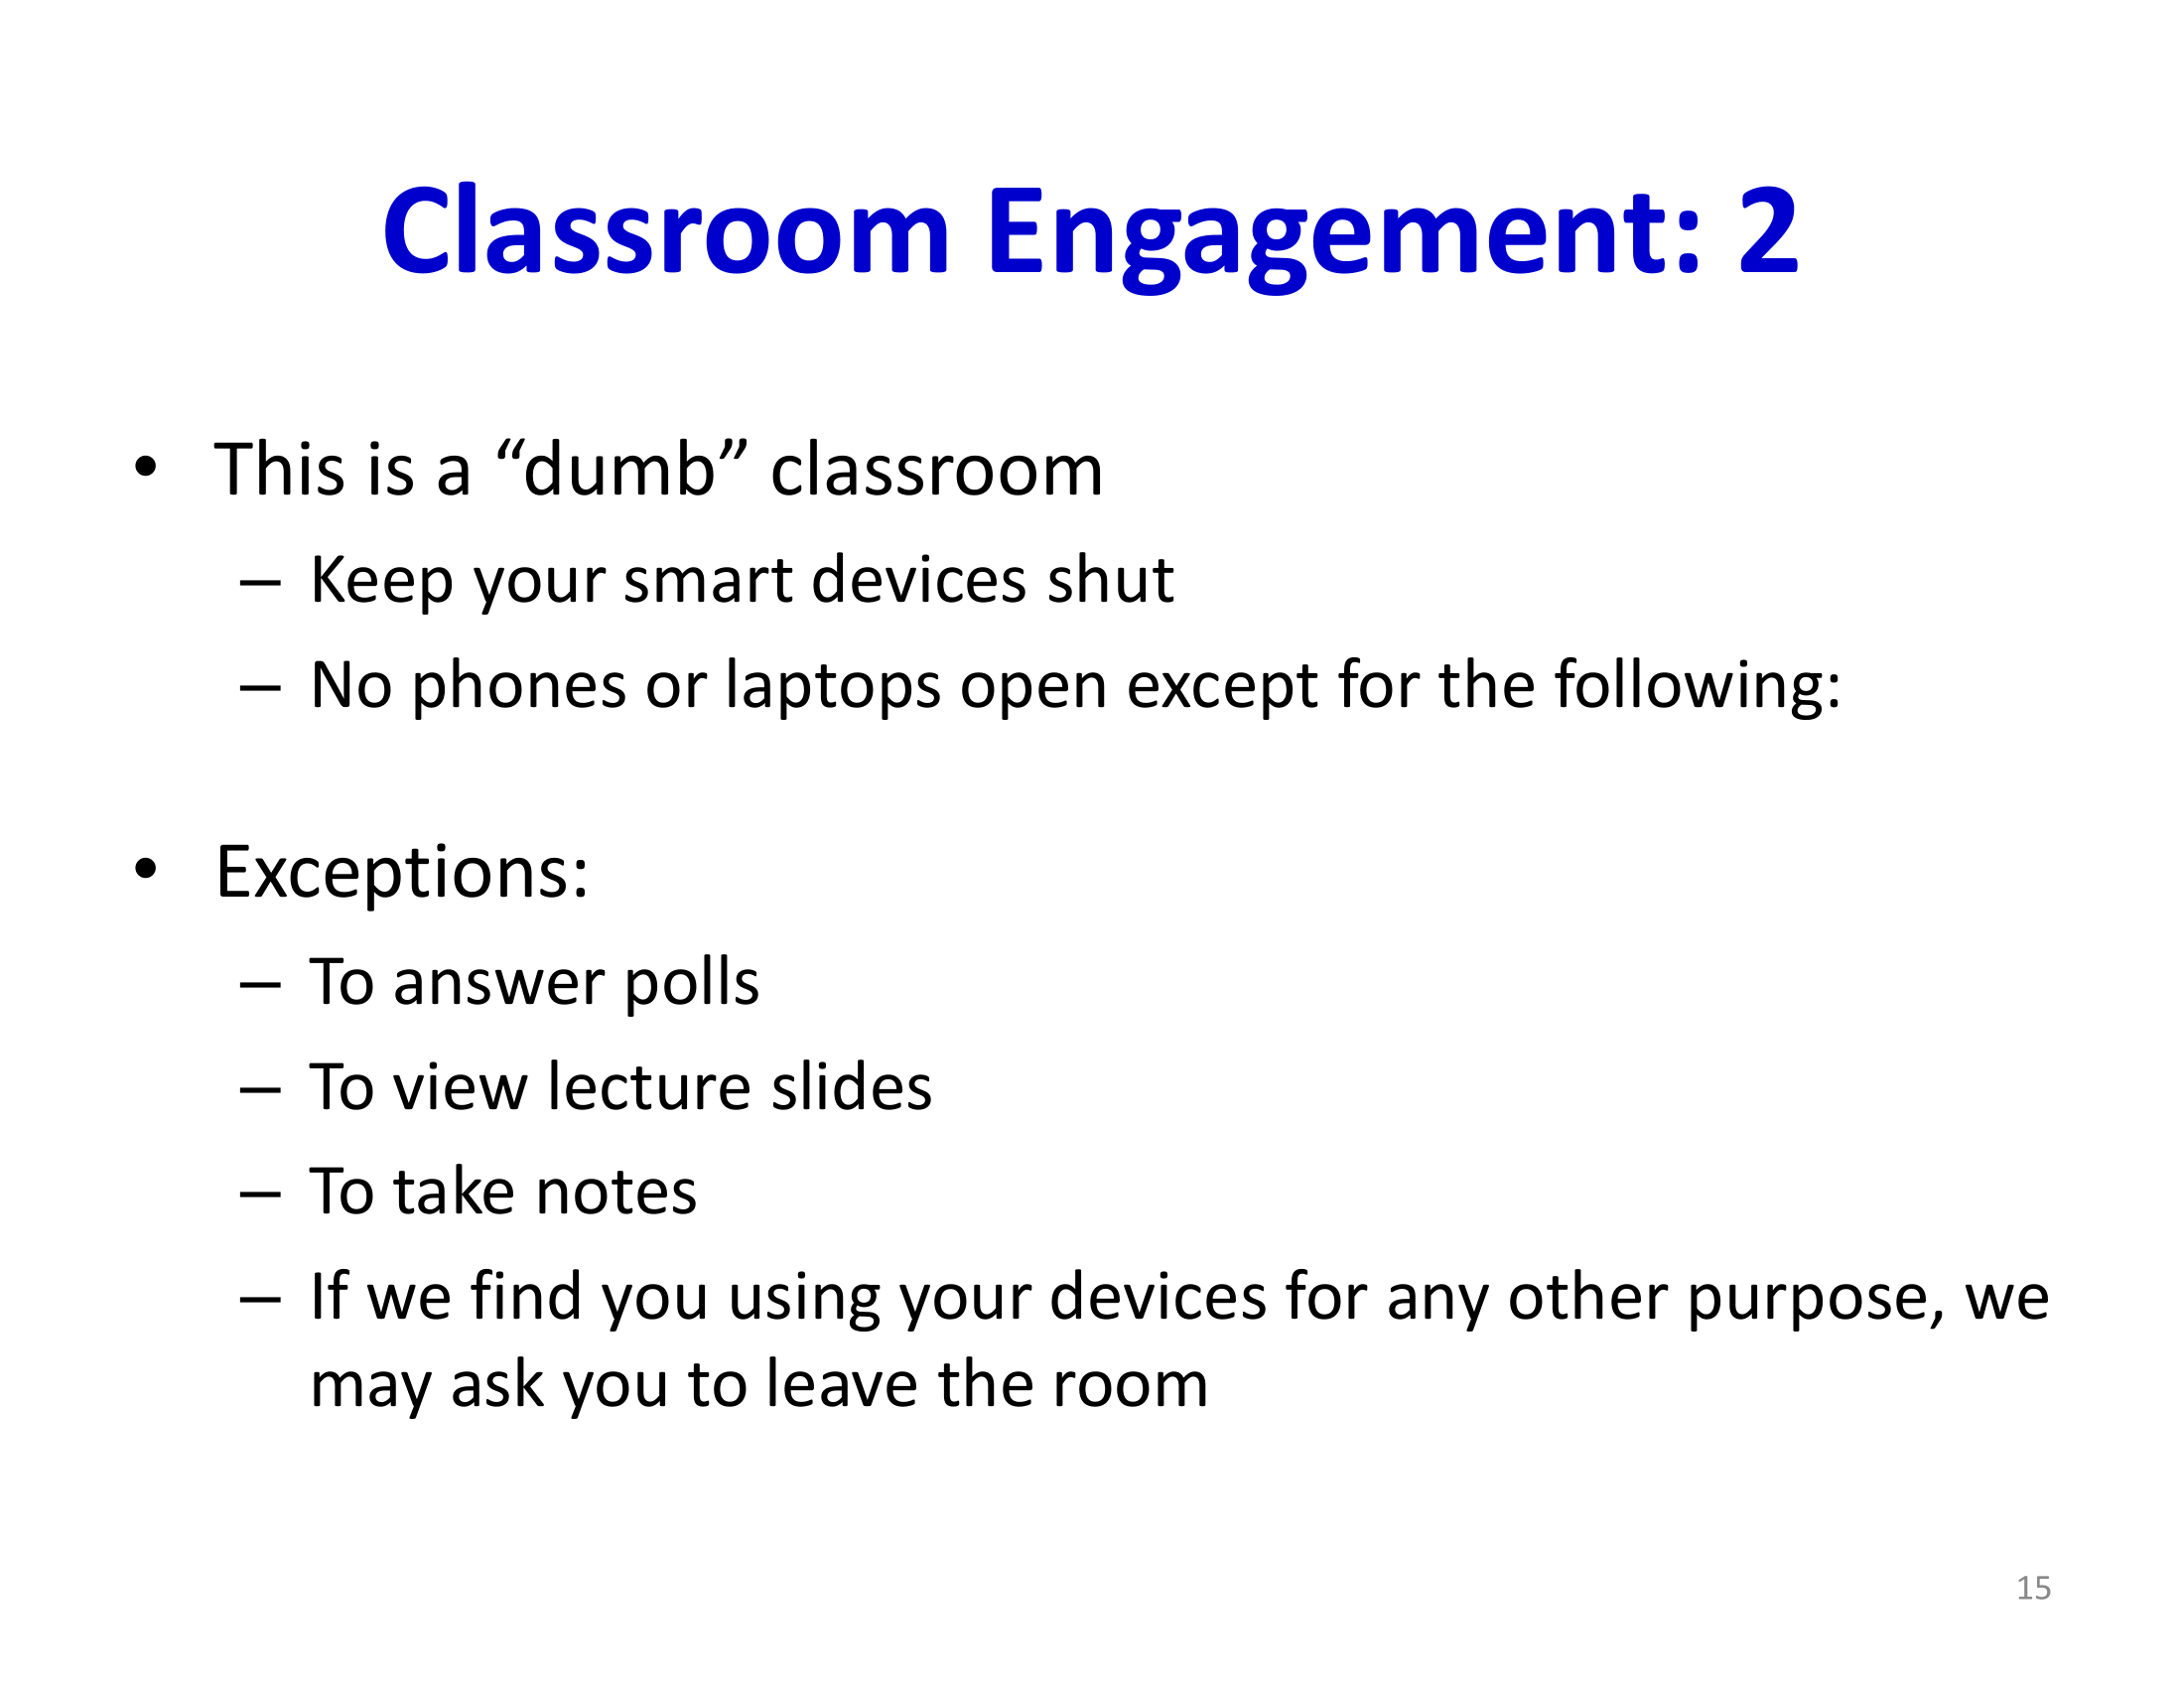 Classroom Engagement: 2
• This is a “dumb” classroom
– Keep your smart devices shut
– No phones or laptops open except for the following:
• Exceptions:
– To answer polls
– To view lecture slides
– To take notes
– If we find you using your devices for any other purpose, we
may ask you to leave the room
15